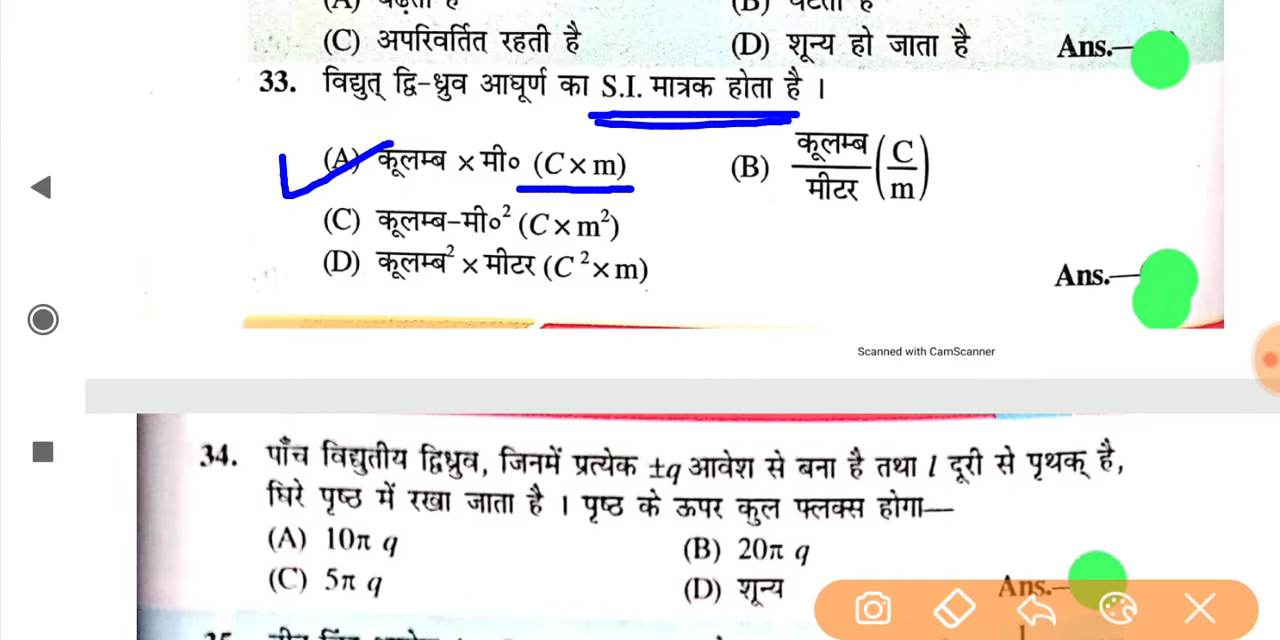 (C) अपरिवर्तित रहती है (D) शून्य हो जाता है Ans.—
33. विद्युत् द्वि-ध्रुव आघूर्ण का S.I. मात्रक होता है ।
(A) कूलम्ब × मी० (C × m) (B) कूलम्ब/मीटर (C/m)
(C) कूलम्ब-मी०² (C × m²)
(D) कूलम्ब² × मीटर (C² × m) Ans.—
Scanned with CamScanner
34. पाँच विद्युतीय द्विध्रुव, जिनमें प्रत्येक ±q आवेश से बना है तथा l दूरी से पृथक् है,
घिरे पृष्ठ में रखा जाता है । पृष्ठ के ऊपर कुल फ्लक्स होगा—
(A) 10π q (B) 20π q
(C) 5π q (D) शून्य Ans.—